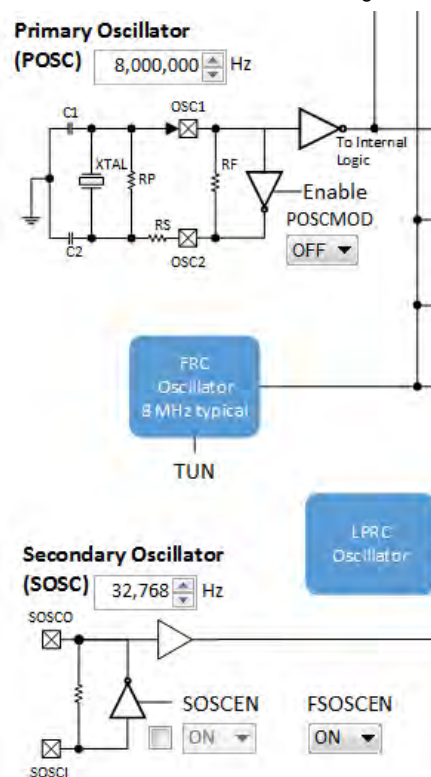 Primary Oscillator
(POSC) 8,000,000 Hz
C1
OSC1
XTAL
RP
RF
To Internal
Logic
Enable
POSCMOD
OFF
RS
C2
OSC2
FRC
Oscillator
8 MHz typical
TUN
LPRC
Oscillator
Secondary Oscillator
(SOSC) 32,768 Hz
SOSCO
SOSCEN FSOSCEN
ON ON
SOSCI